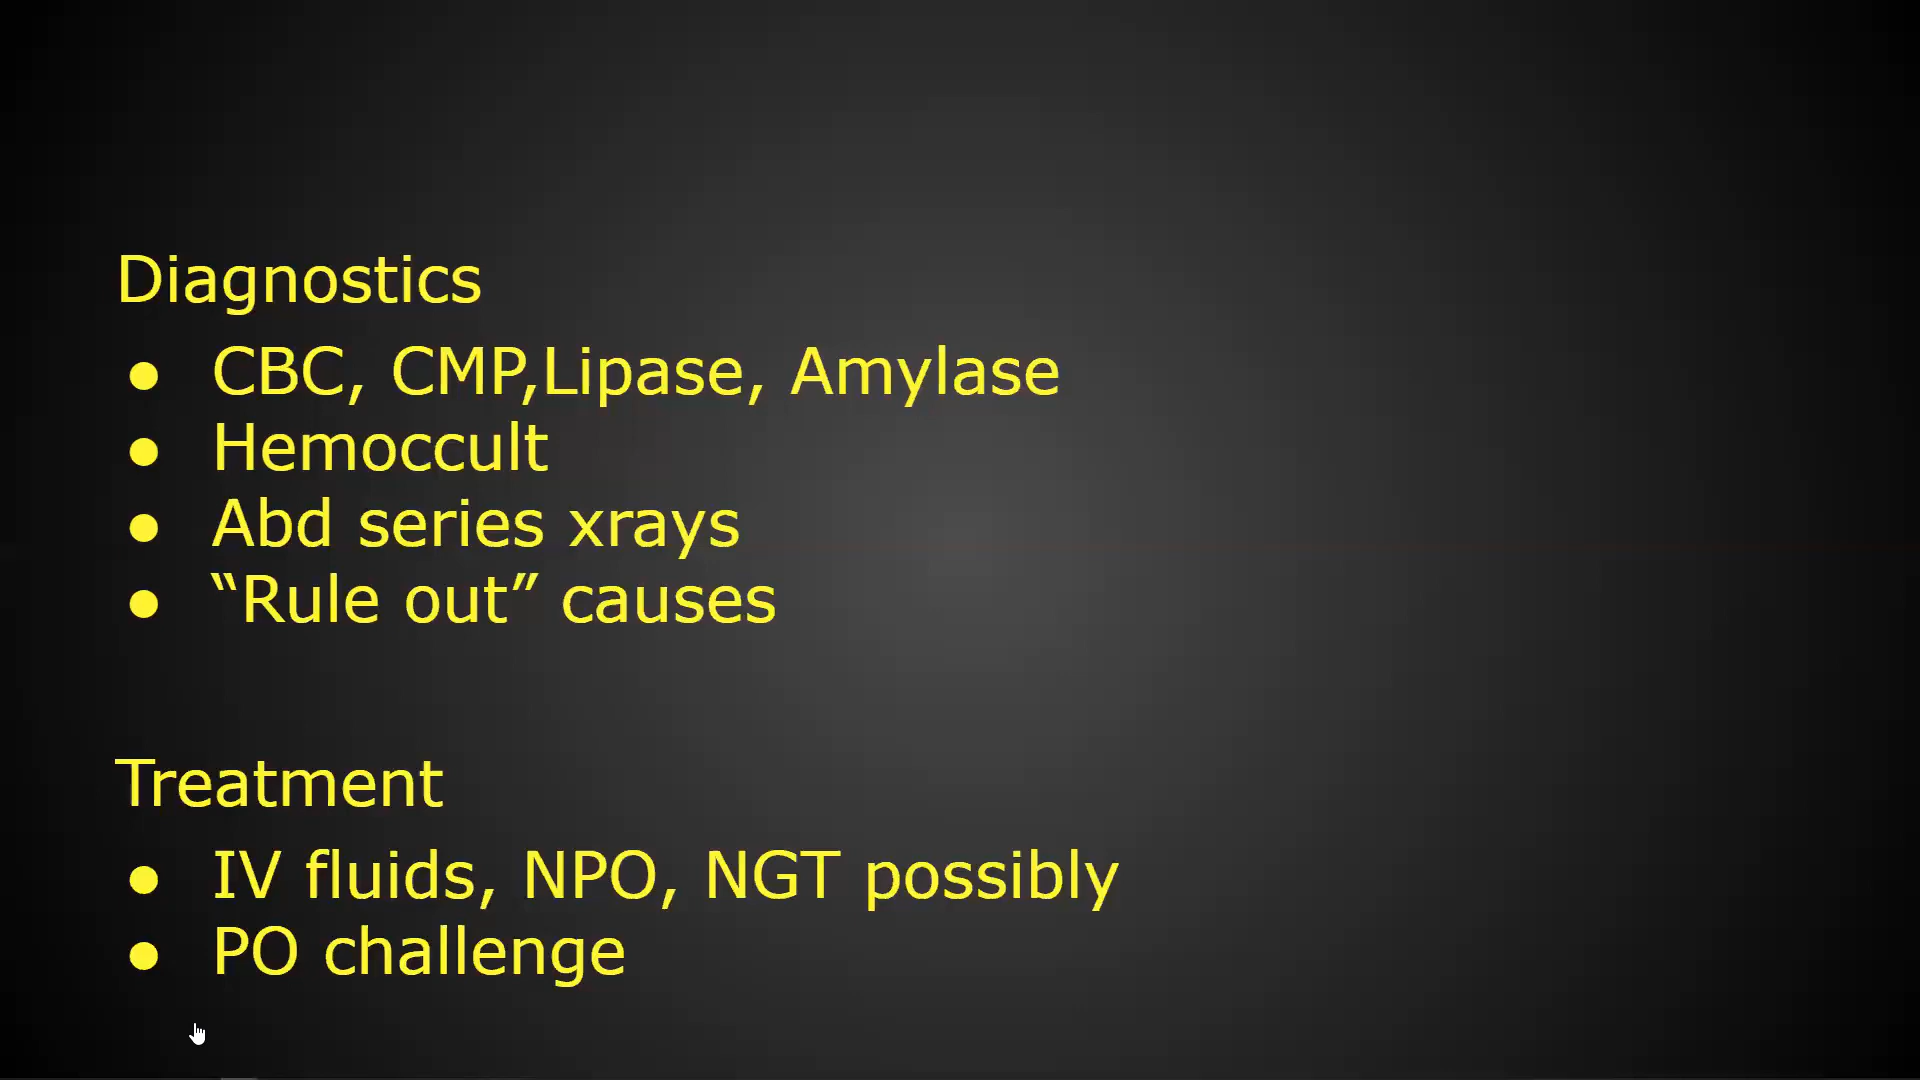 Diagnostics
● CBC, CMP,Lipase, Amylase
● Hemoccult
● Abd series xrays
● “Rule out” causes
Treatment
● IV fluids, NPO, NGT possibly
● PO challenge